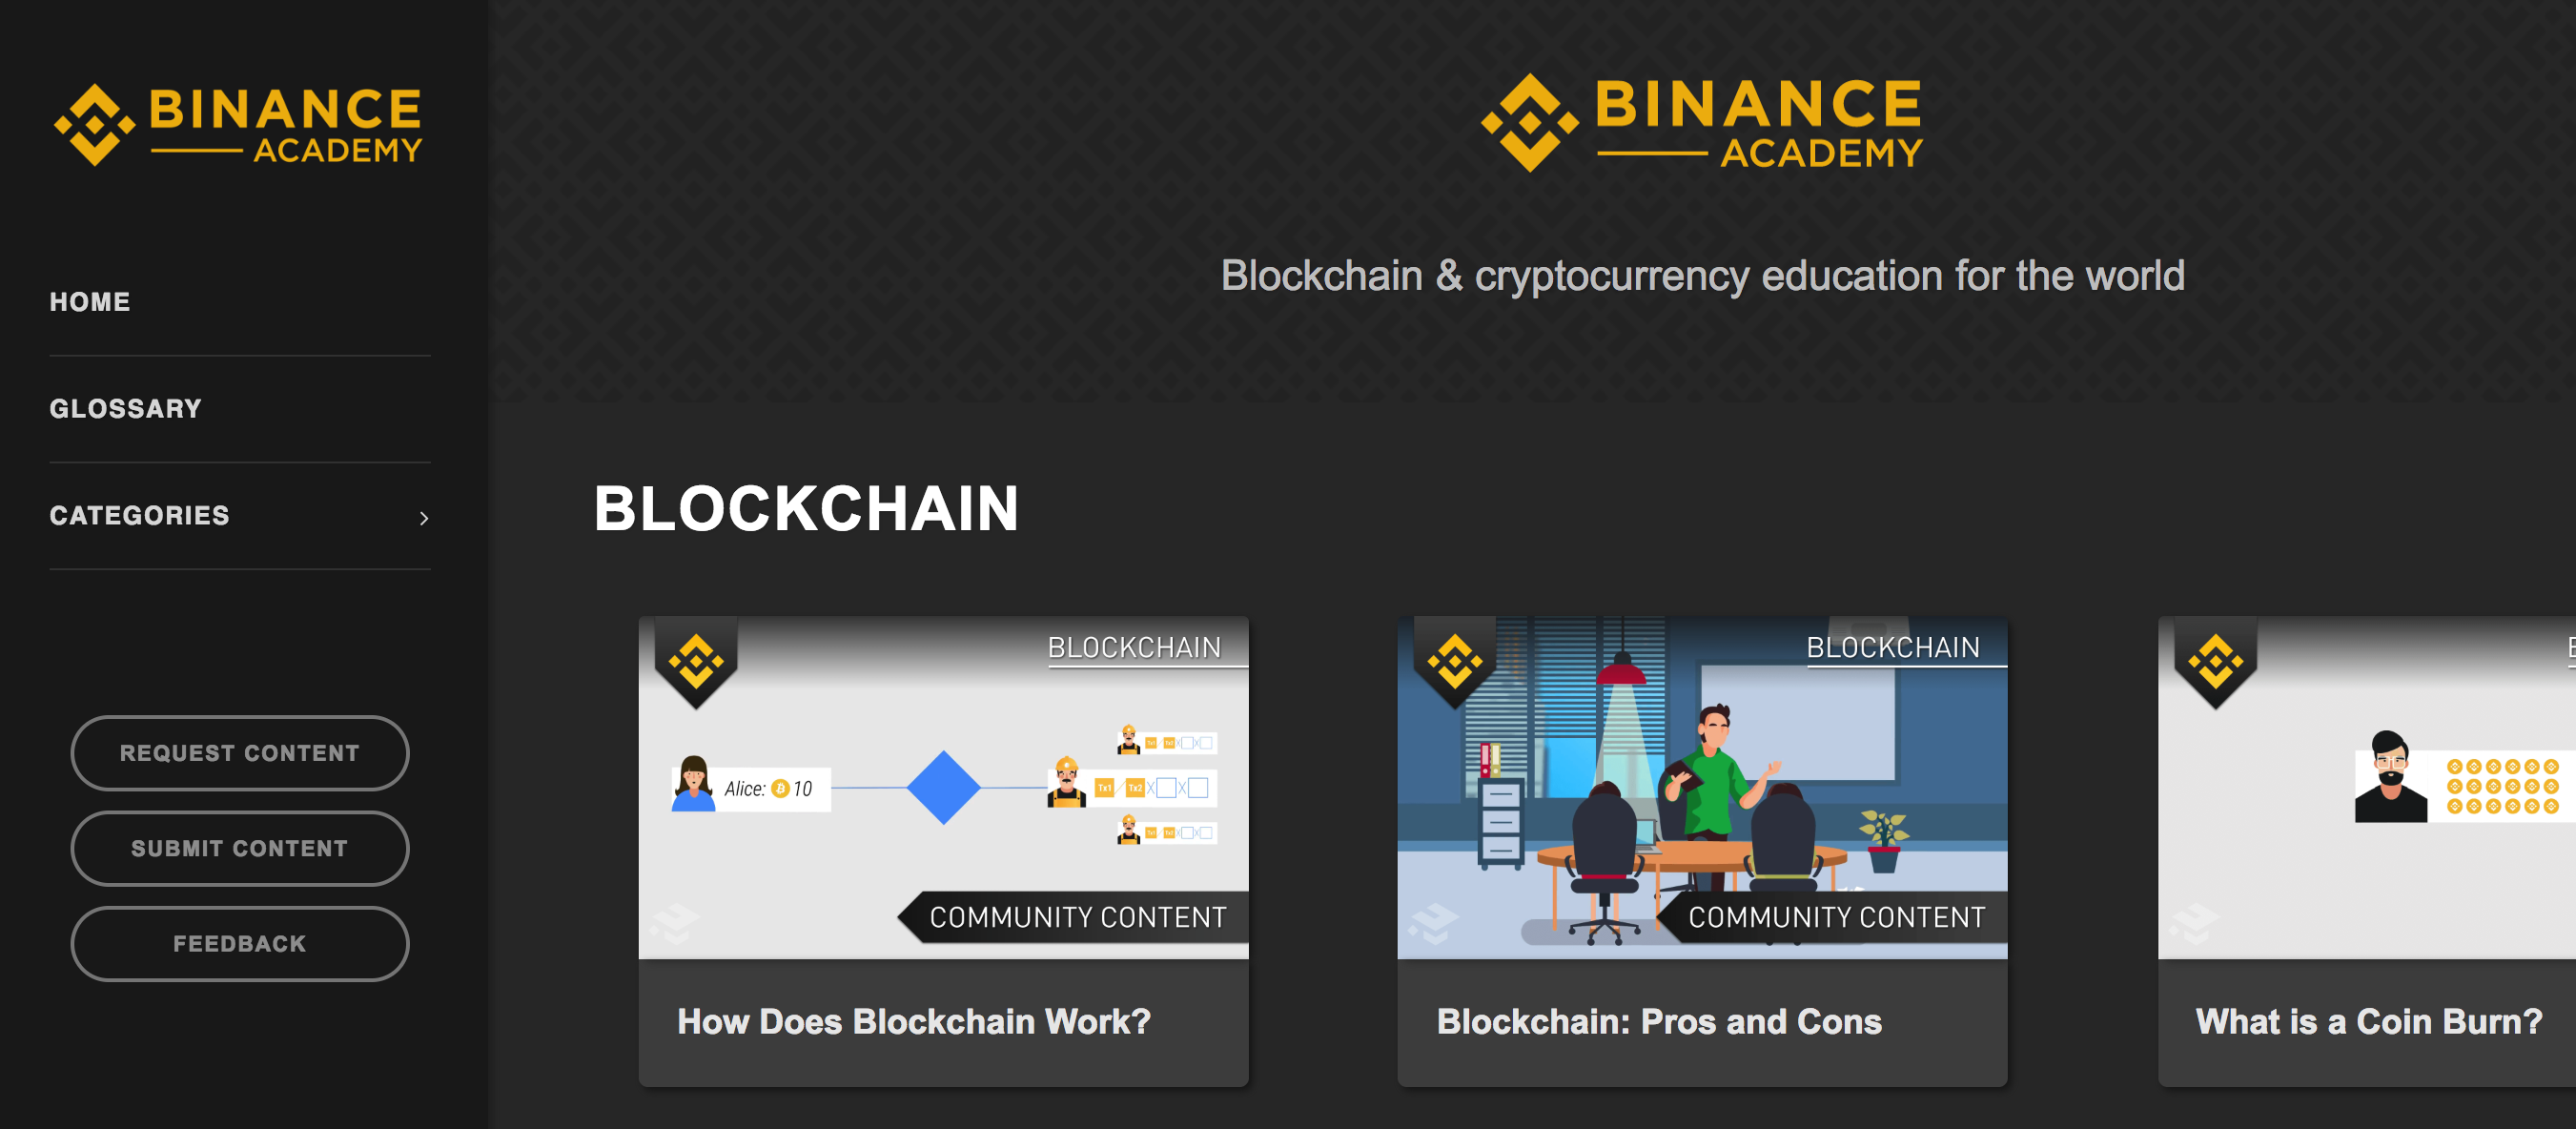 BINANCE
ACADEMY
HOME
GLOSSARY
CATEGORIES
REQUEST CONTENT
SUBMIT CONTENT
FEEDBACK
BINANCE
ACADEMY
Blockchain & cryptocurrency education for the world
BLOCKCHAIN
BLOCKCHAIN
Alice: 10
Tx1 Tx2
COMMUNITY CONTENT
How Does Blockchain Work?
BLOCKCHAIN
COMMUNITY CONTENT
Blockchain: Pros and Cons
What is a Coin Burn?